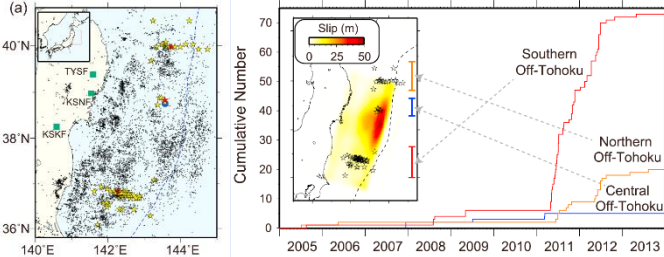 (a)
40˚N
38˚N
36˚N
140˚E
142˚E
144˚E
TYSF
KSNF
KSKF
Cumulative Number
70
60
50
40
30
20
10
0
Slip (m)
0
50
Southern
Off-Tohoku
Northern
Off-Tohoku
Central
Off-Tohoku
2005
2006
2007
2008
2009
2010
2011
2012
2013